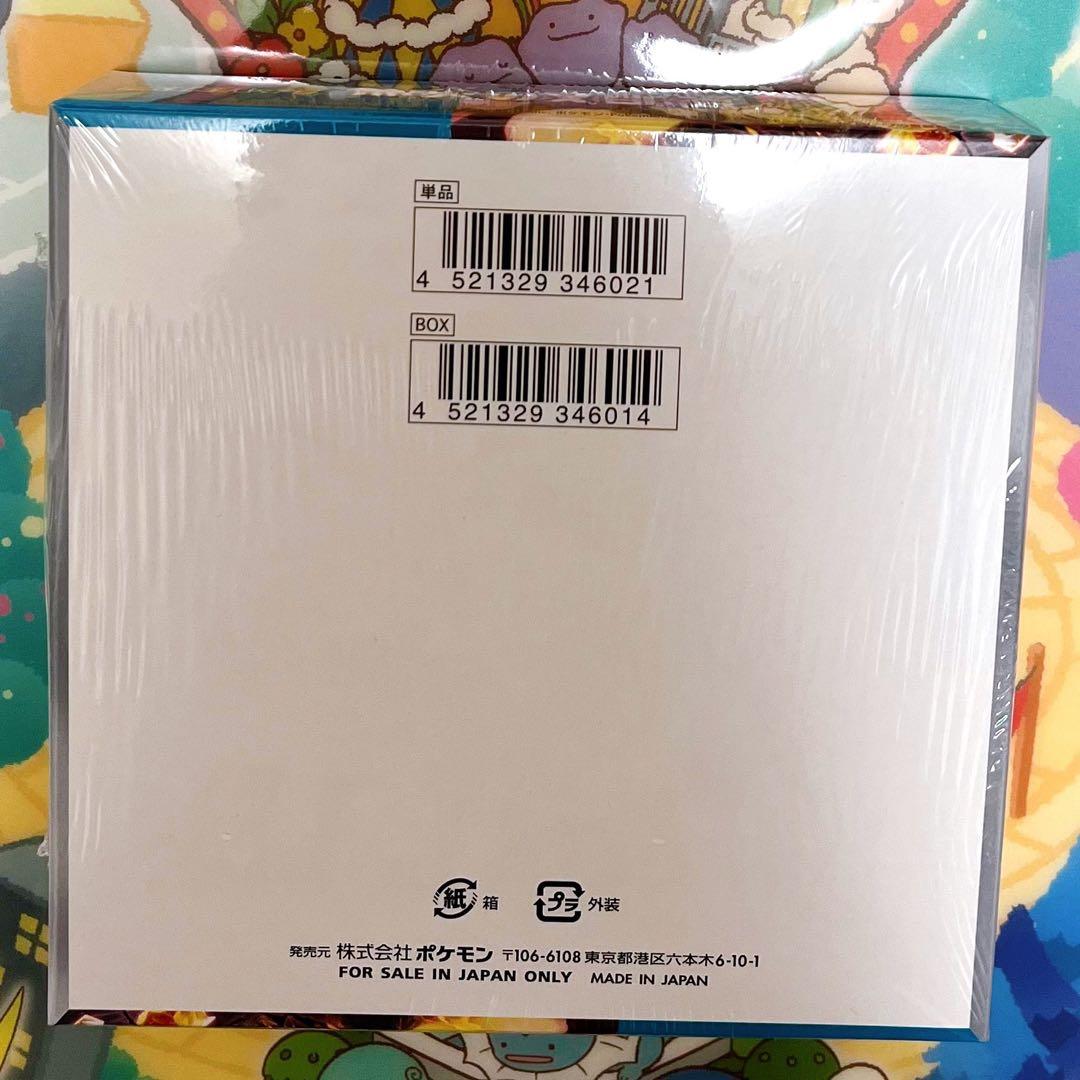 単品
4 521329 346021
BOX
4 521329 346014
紙 箱 プラ 外装
発売元 株式会社ポケモン 〒106-6108 東京都港区六本木6-10-1
FOR SALE IN JAPAN ONLY MADE IN JAPAN